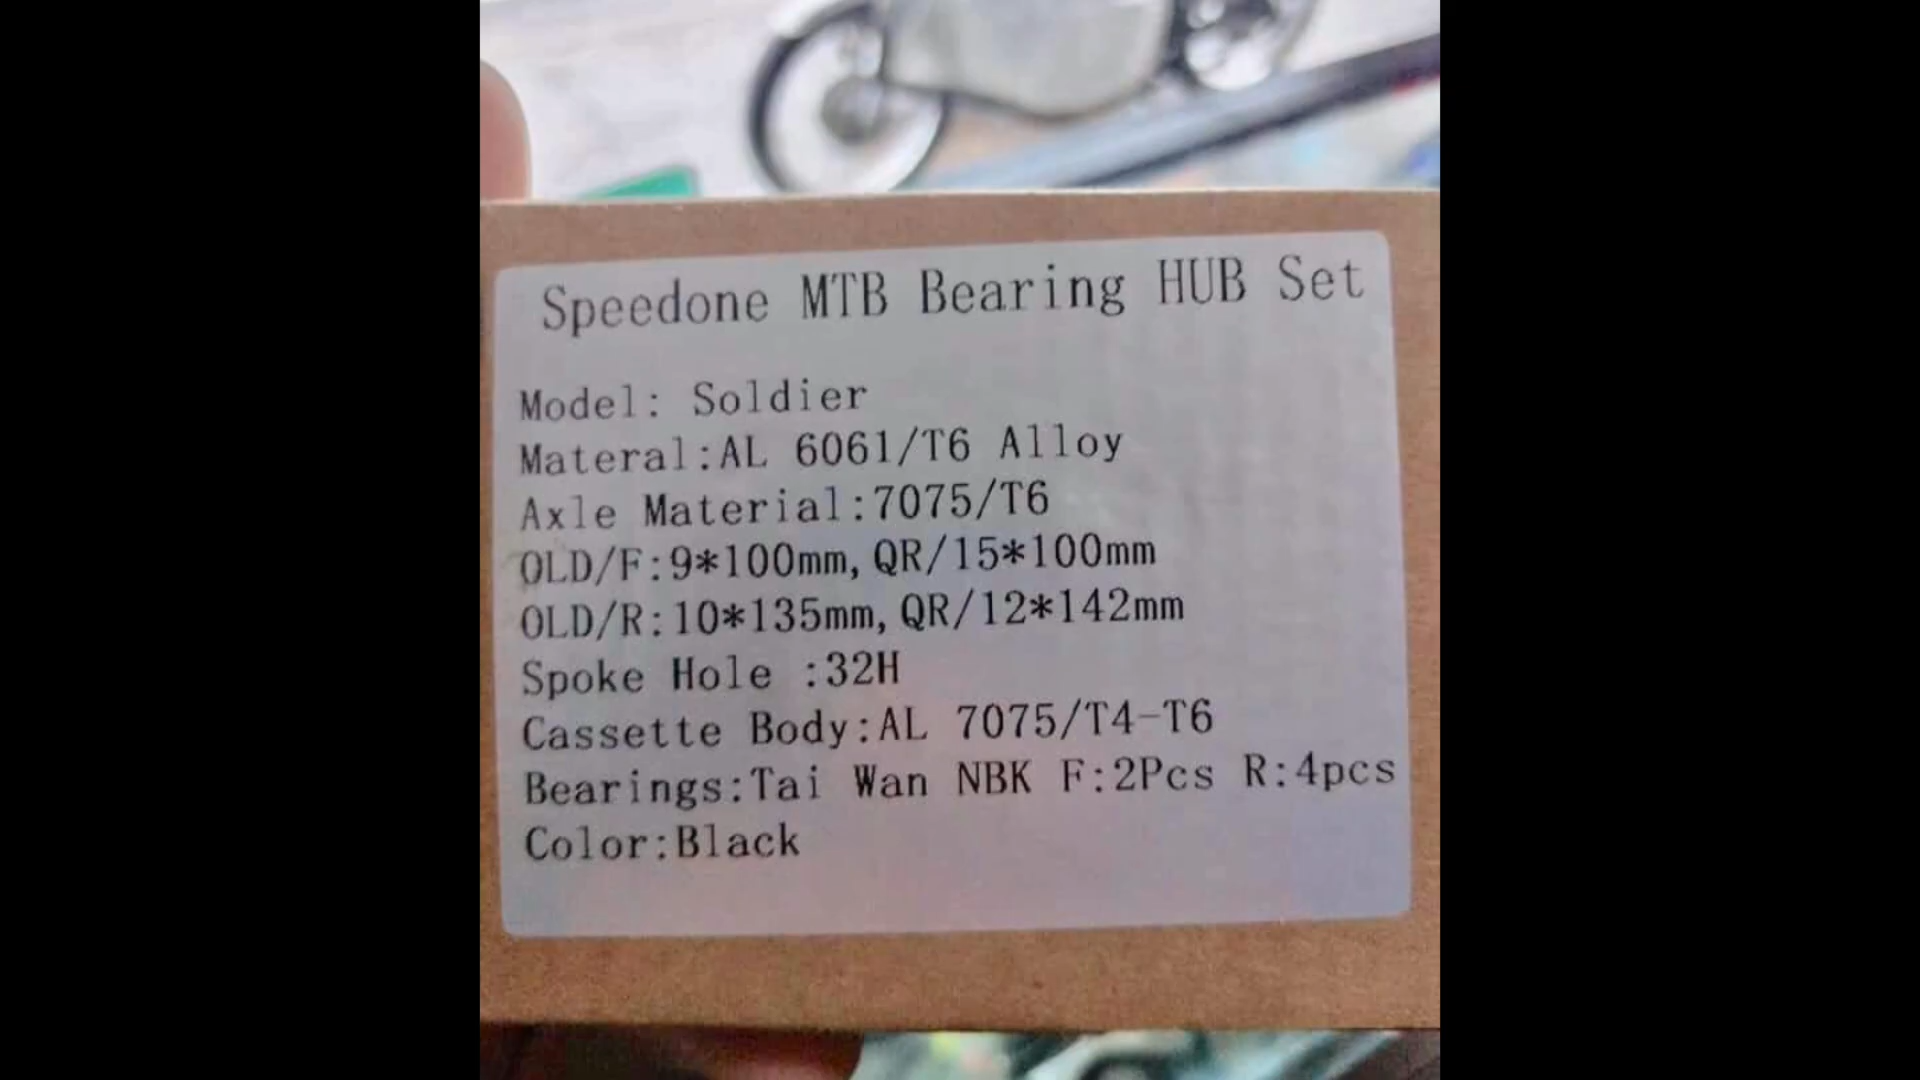 Speedone MTB Bearing HUB Set
Model: Soldier
Materal:AL 6061/T6 Alloy
Axle Material:7075/T6
OLD/F:9*100mm, QR/15*100mm
OLD/R:10*135mm, QR/12*142mm
Spoke Hole :32H
Cassette Body:AL 7075/T4-T6
Bearings:Tai Wan NBK F:2Pcs R:4pcs
Color:Black